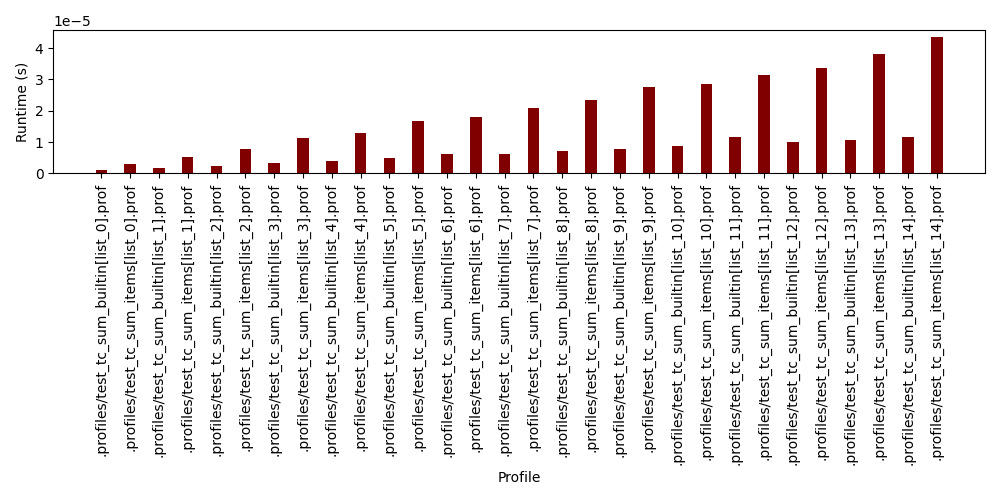 1e−5
Runtime (s)
4
3
2
1
0
.profiles/test_tc_sum_builtin[list_0].prof
.profiles/test_tc_sum_items[list_0].prof
.profiles/test_tc_sum_builtin[list_1].prof
.profiles/test_tc_sum_items[list_1].prof
.profiles/test_tc_sum_builtin[list_2].prof
.profiles/test_tc_sum_items[list_2].prof
.profiles/test_tc_sum_builtin[list_3].prof
.profiles/test_tc_sum_items[list_3].prof
.profiles/test_tc_sum_builtin[list_4].prof
.profiles/test_tc_sum_items[list_4].prof
.profiles/test_tc_sum_builtin[list_5].prof
.profiles/test_tc_sum_items[list_5].prof
.profiles/test_tc_sum_builtin[list_6].prof
.profiles/test_tc_sum_items[list_6].prof
.profiles/test_tc_sum_builtin[list_7].prof
.profiles/test_tc_sum_items[list_7].prof
.profiles/test_tc_sum_builtin[list_8].prof
.profiles/test_tc_sum_items[list_8].prof
.profiles/test_tc_sum_builtin[list_9].prof
.profiles/test_tc_sum_items[list_9].prof
.profiles/test_tc_sum_builtin[list_10].prof
.profiles/test_tc_sum_items[list_10].prof
.profiles/test_tc_sum_builtin[list_11].prof
.profiles/test_tc_sum_items[list_11].prof
.profiles/test_tc_sum_builtin[list_12].prof
.profiles/test_tc_sum_items[list_12].prof
.profiles/test_tc_sum_builtin[list_13].prof
.profiles/test_tc_sum_items[list_13].prof
.profiles/test_tc_sum_builtin[list_14].prof
.profiles/test_tc_sum_items[list_14].prof
Profile